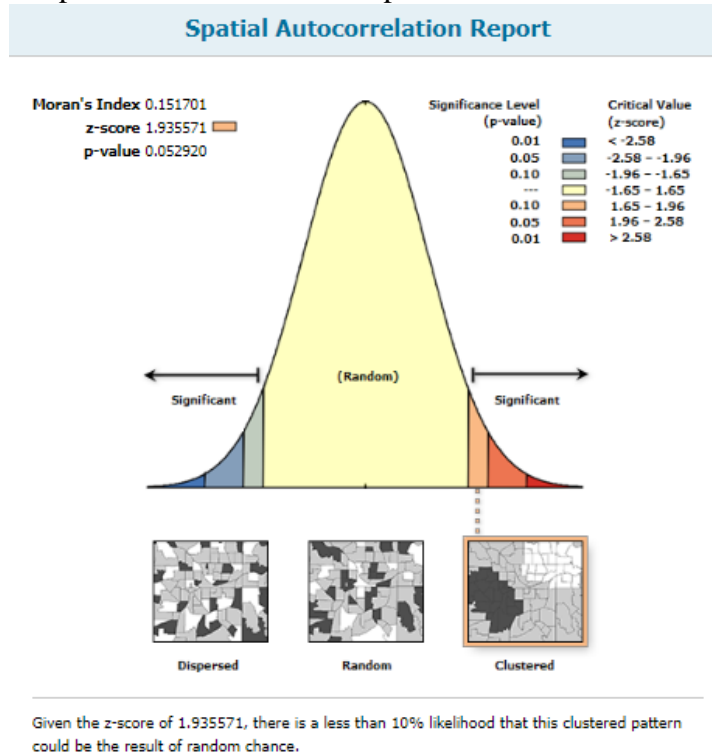 Spatial Autocorrelation Report
Moran's Index 0.151701
z-score 1.935571
p-value 0.052920
Significance Level (p-value)
Critical Value (z-score)
0.01 < -2.58
0.05 -2.58 - -1.96
0.10 -1.96 - -1.65
--- -1.65 - 1.65
0.10 1.65 - 1.96
0.05 1.96 - 2.58
0.01 > 2.58
(Random)
Significant
Significant
Dispersed
Random
Clustered
Given the z-score of 1.935571, there is a less than 10% likelihood that this clustered pattern
could be the result of random chance.